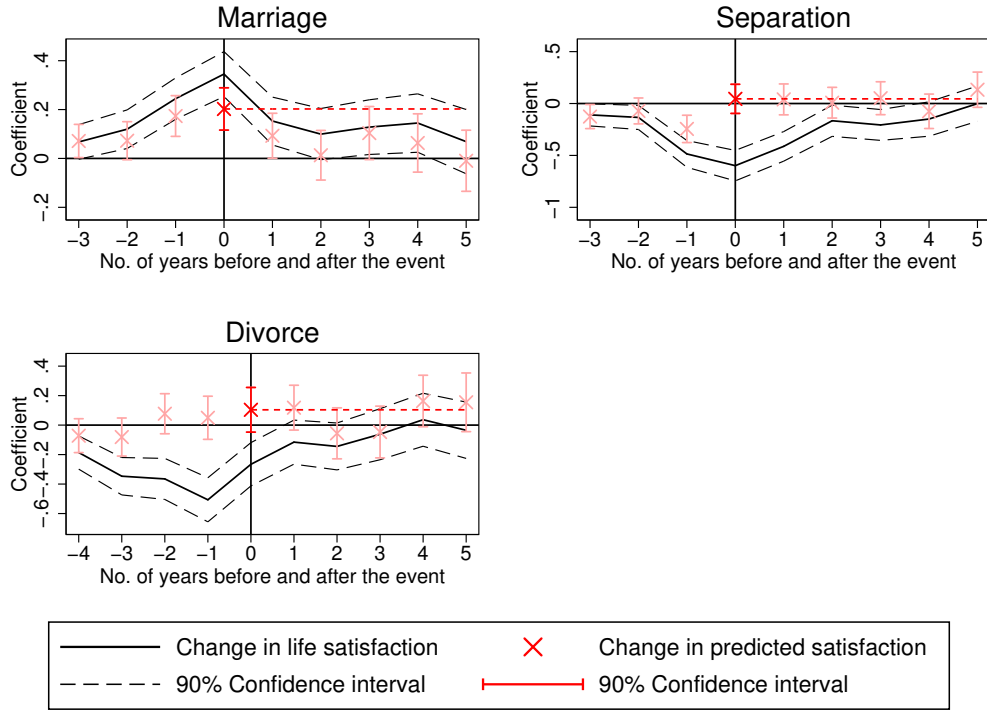 Marriage
Coefficient
.4
.2
0
-.2
−3 −2 −1 0 1 2 3 4 5
No. of years before and after the event
Separation
Coefficient
.5
0
-.5
-1
−3 −2 −1 0 1 2 3 4 5
No. of years before and after the event
Divorce
Coefficient
.4
.2
0
-.2
-.4
-.6
−4 −3 −2 −1 0 1 2 3 4 5
No. of years before and after the event
Change in life satisfaction
Change in predicted satisfaction
90% Confidence interval
90% Confidence interval